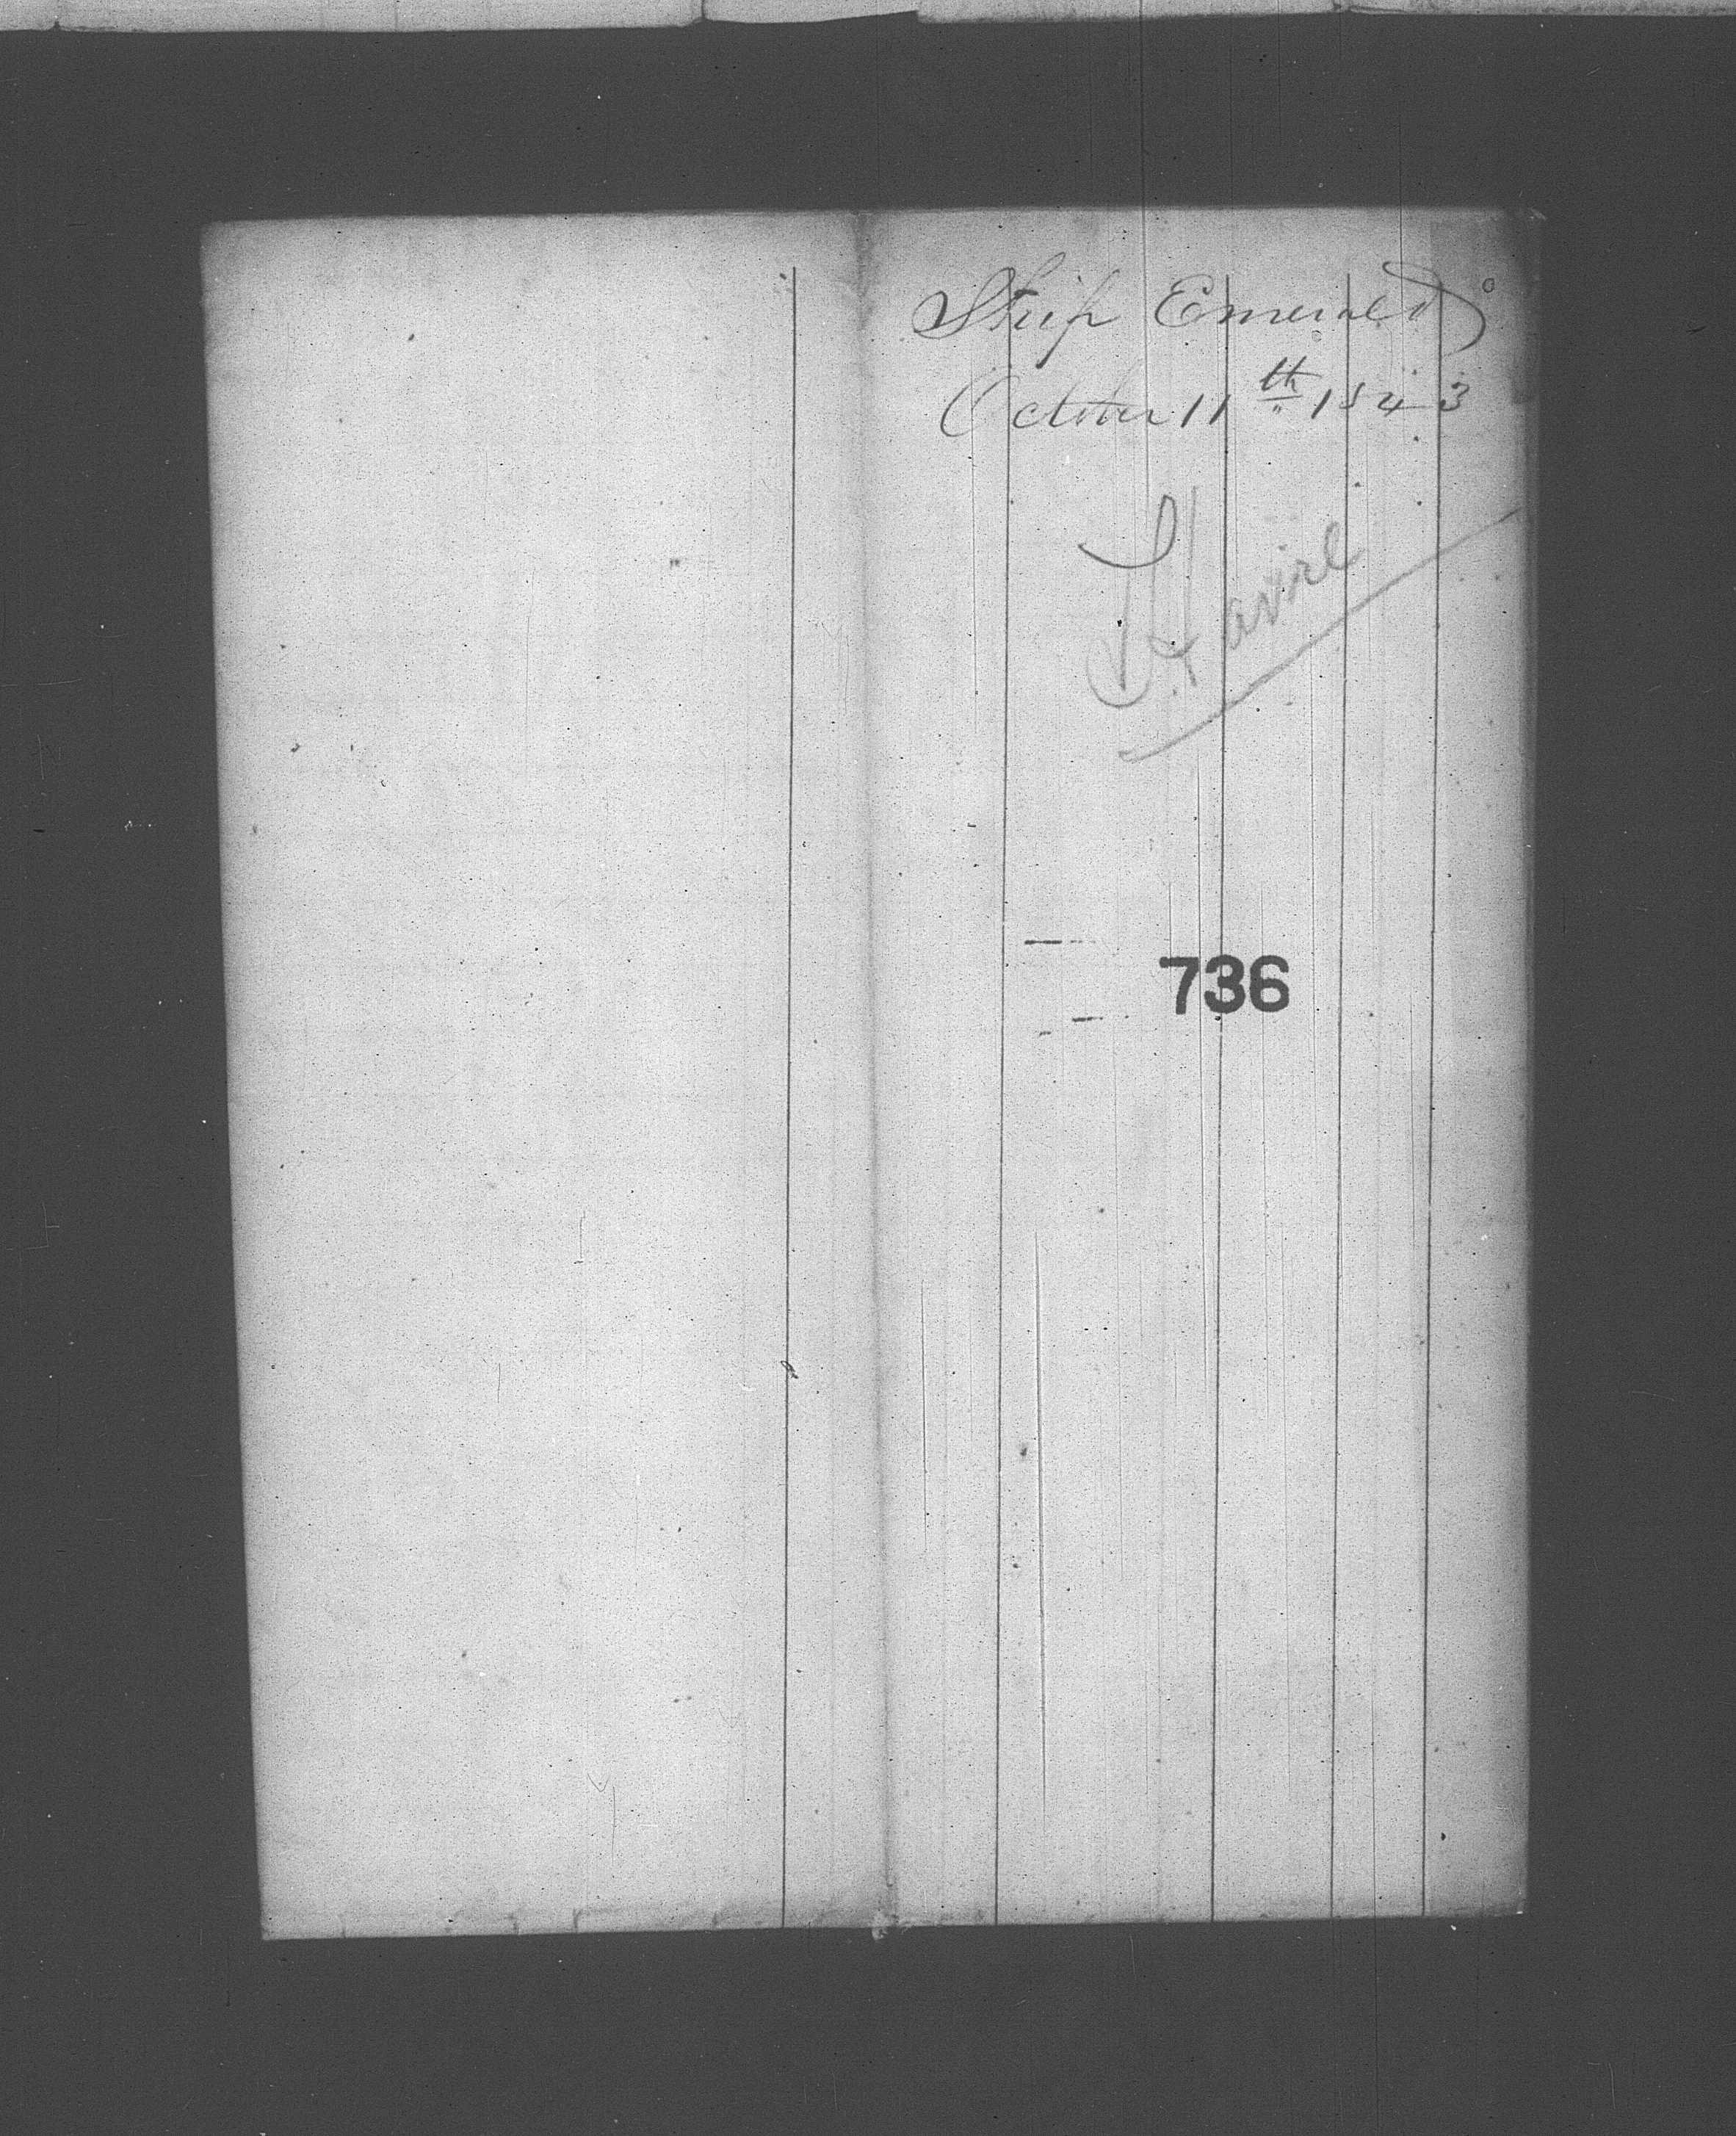 Ship Emerald
October 11th 1843
Havre
736